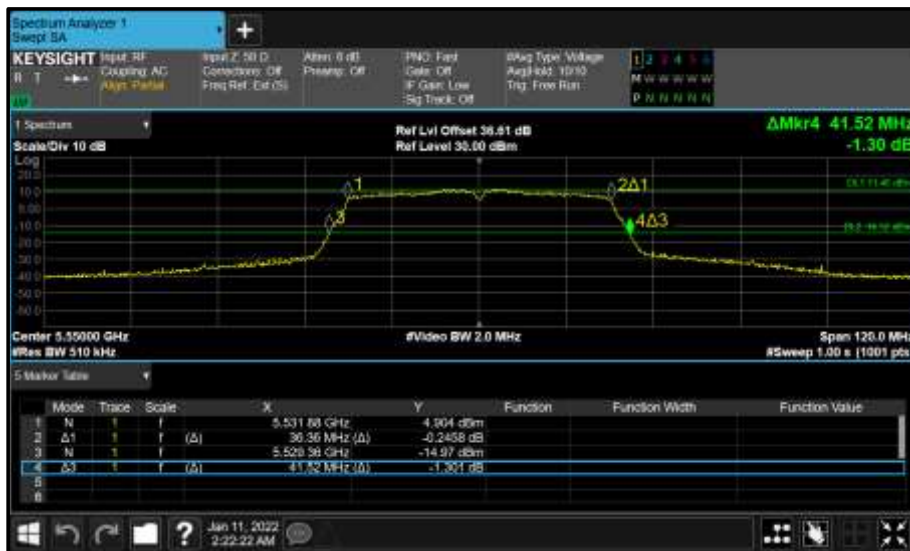 Spectrum Analyzer 1
Swept SA
+
KEYSIGHT Input: RF Input Z: 50 Ω Atten: 6 dB PNO: Fast #Avg Type: Voltage 1 2 3 4 5 6
R T Coupling: AC Corrections: Off Preamp: Off Gate: Off Avg|Hold: 10/10 M W W W W W
Align: Partial Freq Ref: Ext (S) IF Gain: Low Trig: Free Run
Sig Track: Off P N N N N N
1 Spectrum
Scale/Div 10 dB
Ref Lvl Offset 36.61 dB
Ref Level 30.00 dBm
ΔMkr4 41.52 MHz
-1.30 dB
Log
20.0
10.0
0.00
-10.0
-20.0
-30.0
-40.0
-50.0
-60.0
1
2Δ1
3
4Δ3
Center 5.55000 GHz #Video BW 2.0 MHz Span 120.0 MHz
#Res BW 510 kHz #Sweep 1.00 s (1001 pts
5 Marker Table
Mode Trace Scale X Y Function Function Width Function Value
1 N 1 f 5.531 88 GHz 4.904 dBm
2 Δ1 1 f (Δ) 36.36 MHz (Δ) -0.2458 dB
3 N 1 f 5.529 36 GHz -14.97 dBm
4 Δ3 1 f (Δ) 41.52 MHz (Δ) -1.301 dB
5
6
?
Jan 11, 2022
2:22:22 AM